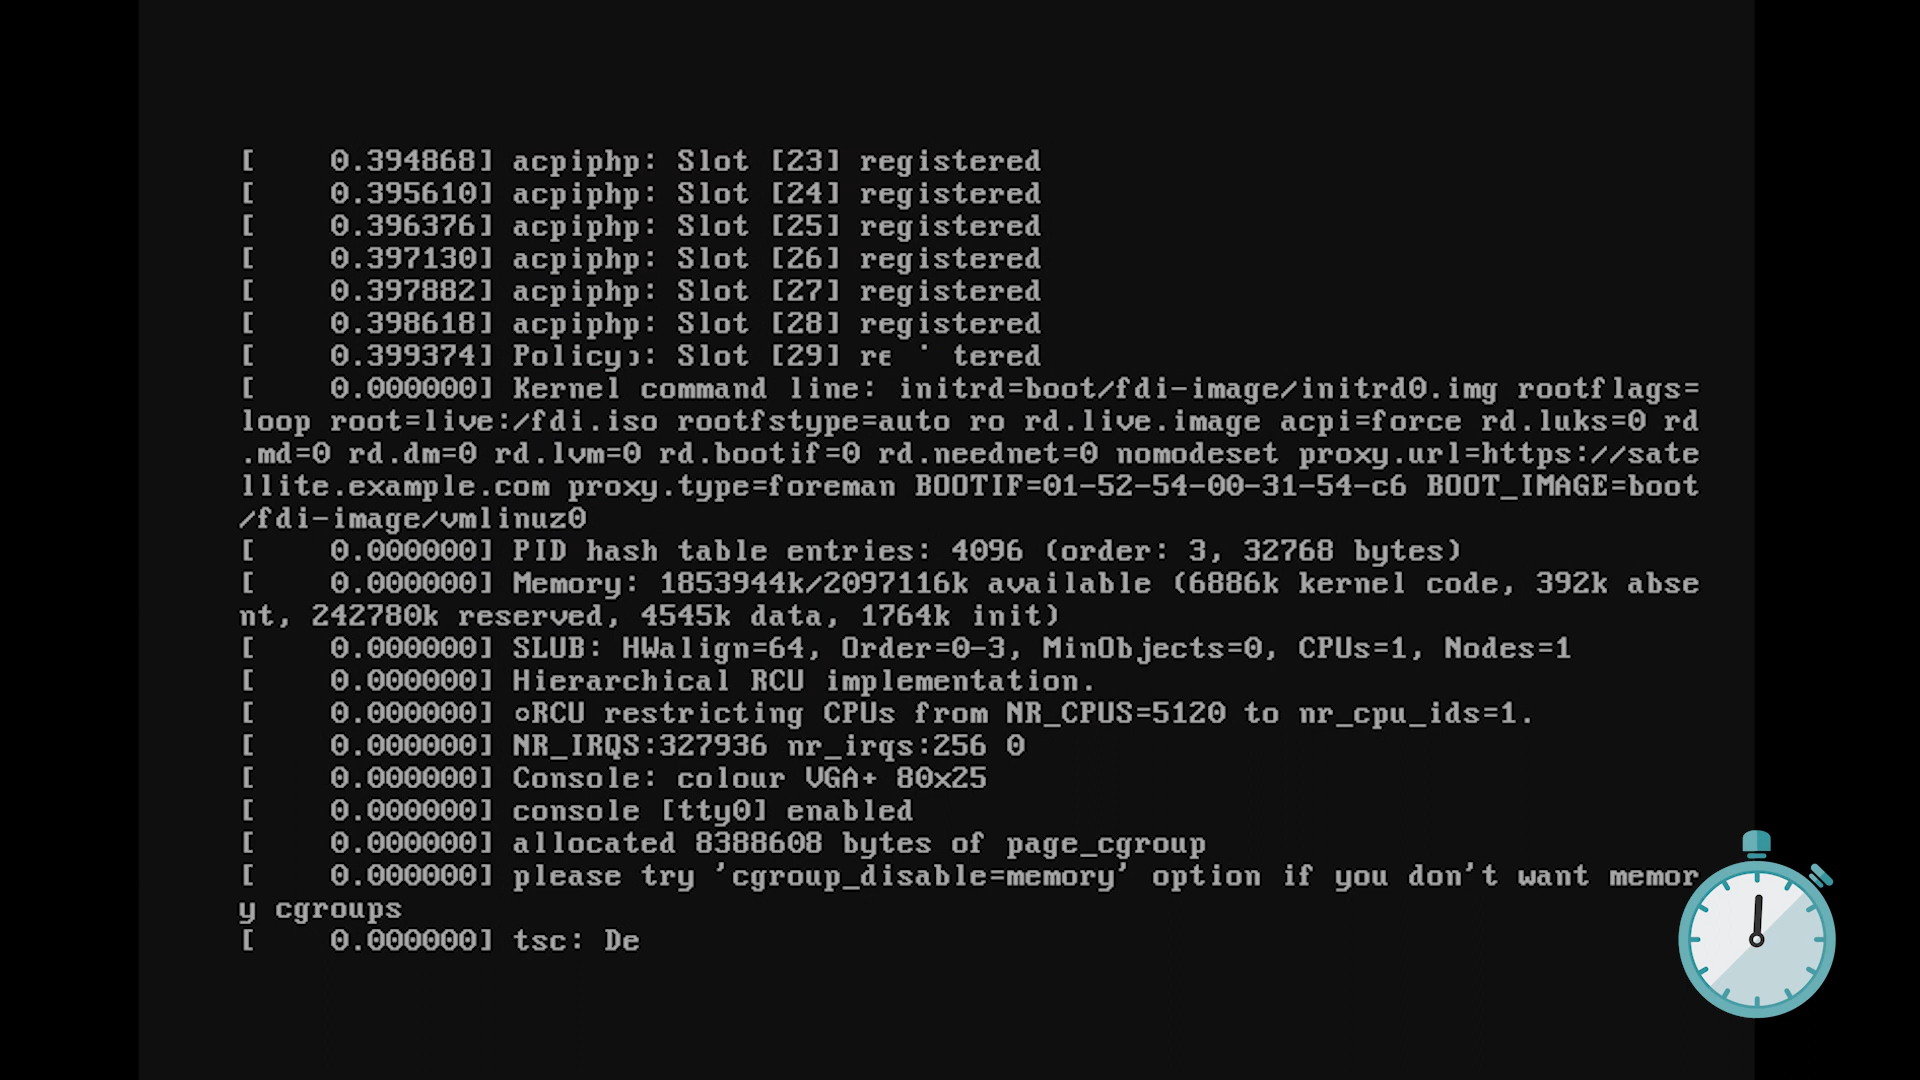 [    0.394868] acpiphp: Slot [23] registered
[    0.395610] acpiphp: Slot [24] registered
[    0.396376] acpiphp: Slot [25] registered
[    0.397130] acpiphp: Slot [26] registered
[    0.397882] acpiphp: Slot [27] registered
[    0.398618] acpiphp: Slot [28] registered
[    0.399374] Policy: Slot [29] tered
[    0.000000] Kernel command line: initrd=boot/fdi-image/initrd0.img rootflags=
loop root=live:/fdi.iso rootfstype=auto ro rd.live.image acpi=force rd.luks=0 rd
.md=0 rd.dm=0 rd.lvm=0 rd.bootif=0 rd.neednet=0 nomodeset proxy.url=https://sate
llite.example.com proxy.type=foreman BOOTIF=01-52-54-00-31-54-c6 BOOT_IMAGE=boot
/fdi-image/vmlinuz0
[    0.000000] PID hash table entries: 4096 (order: 3, 32768 bytes)
[    0.000000] Memory: 1853944k/2097116k available (6886k kernel code, 392k abse
nt, 242780k reserved, 4545k data, 1764k init)
[    0.000000] SLUB: HWalign=64, Order=0-3, MinObjects=0, CPUs=1, Nodes=1
[    0.000000] Hierarchical RCU implementation.
[    0.000000] ○RCU restricting CPUs from NR_CPUS=5120 to nr_cpu_ids=1.
[    0.000000] NR_IRQS:327936 nr_irqs:256 0
[    0.000000] Console: colour VGA+ 80x25
[    0.000000] console [tty0] enabled
[    0.000000] allocated 8388608 bytes of page_cgroup
[    0.000000] please try 'cgroup_disable=memory' option if you don't want memor
y cgroups
[    0.000000] tsc: De